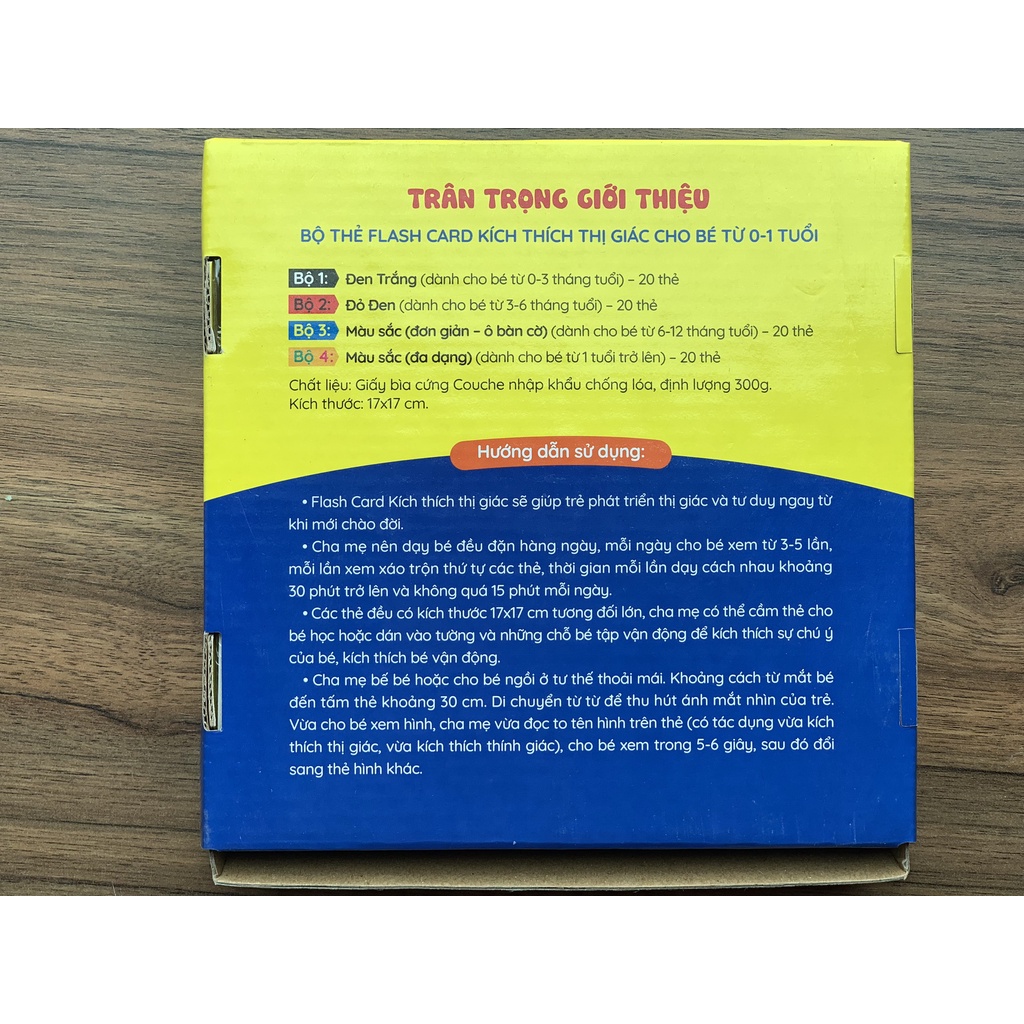 TRÂN TRỌNG GIỚI THIỆU
BỘ THẺ FLASH CARD KÍCH THÍCH THỊ GIÁC CHO BÉ TỪ 0-1 TUỔI
Bộ 1: Đen Trắng (dành cho bé từ 0-3 tháng tuổi) – 20 thẻ
Bộ 2: Đỏ Đen (dành cho bé từ 3-6 tháng tuổi) – 20 thẻ
Bộ 3: Màu sắc (đơn giản – ô bàn cờ) (dành cho bé từ 6-12 tháng tuổi) – 20 thẻ
Bộ 4: Màu sắc (đa dạng) (dành cho bé từ 1 tuổi trở lên) – 20 thẻ
Chất liệu: Giấy bìa cứng Couche nhập khẩu chống lóa, định lượng 300g.
Kích thước: 17x17 cm.
Hướng dẫn sử dụng:
• Flash Card Kích thích thị giác sẽ giúp trẻ phát triển thị giác và tư duy ngay từ
khi mới chào đời.
• Cha mẹ nên dạy bé đều đặn hàng ngày, mỗi ngày cho bé xem từ 3-5 lần,
mỗi lần xem xáo trộn thứ tự các thẻ, thời gian mỗi lần dạy cách nhau khoảng
30 phút trở lên và không quá 15 phút mỗi ngày.
• Các thẻ đều có kích thước 17x17 cm tương đối lớn, cha mẹ có thể cầm thẻ cho
bé học hoặc dán vào tường và những chỗ bé tập vận động để kích thích sự chú ý
của bé, kích thích bé vận động.
• Cha mẹ bế bé hoặc cho bé ngồi ở tư thế thoải mái. Khoảng cách từ mắt bé
đến tấm thẻ khoảng 30 cm. Di chuyển từ từ để thu hút ánh mắt nhìn của trẻ.
Vừa cho bé xem hình, cha mẹ vừa đọc to tên hình trên thẻ (có tác dụng vừa kích
thích thị giác, vừa kích thích thính giác), cho bé xem trong 5-6 giây, sau đó đổi
sang thẻ hình khác.